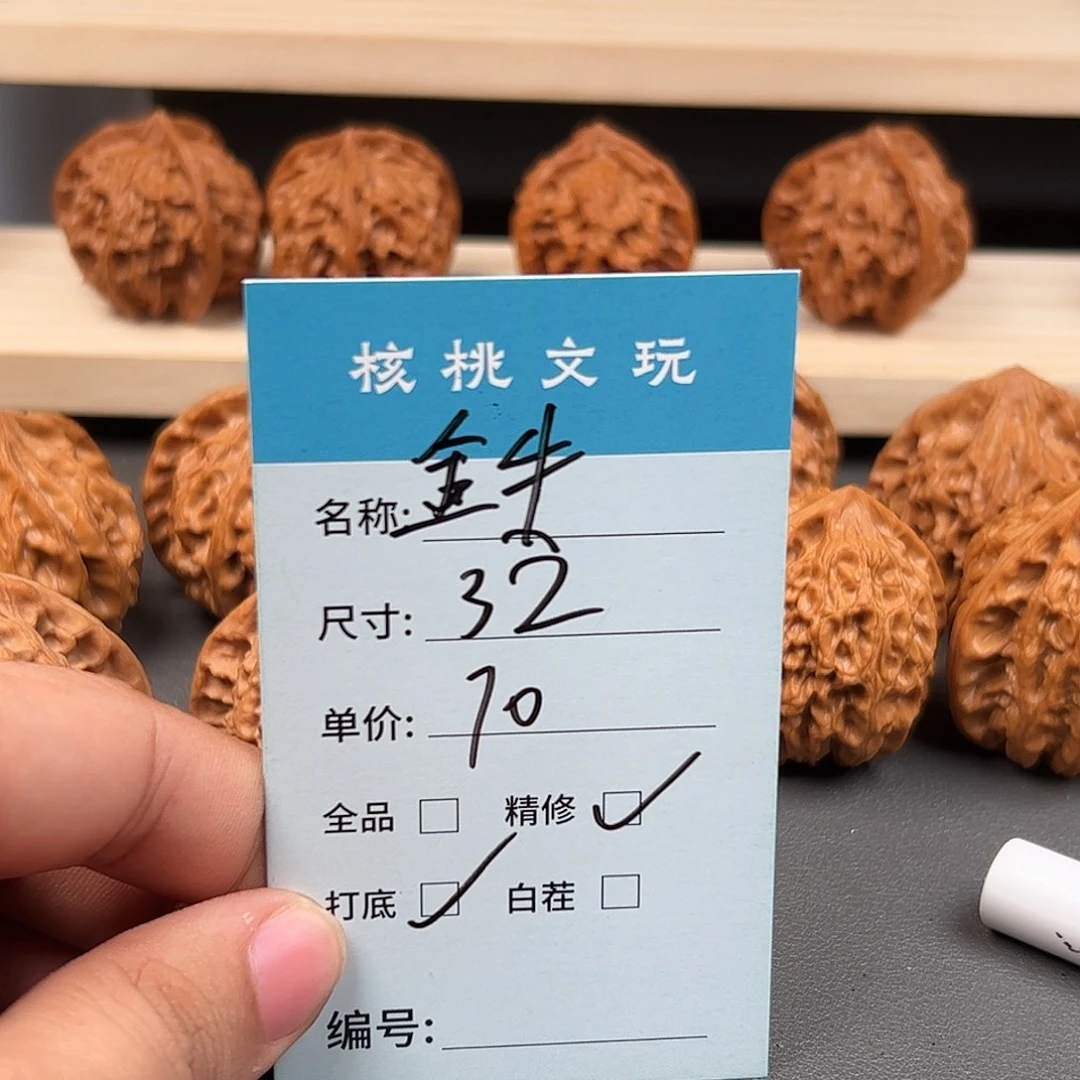 核桃文玩
名称: 金牛
尺寸: 32
单价: 70
全品 □ 精修 ☑
打底 ☑ 白茬 □
编号: